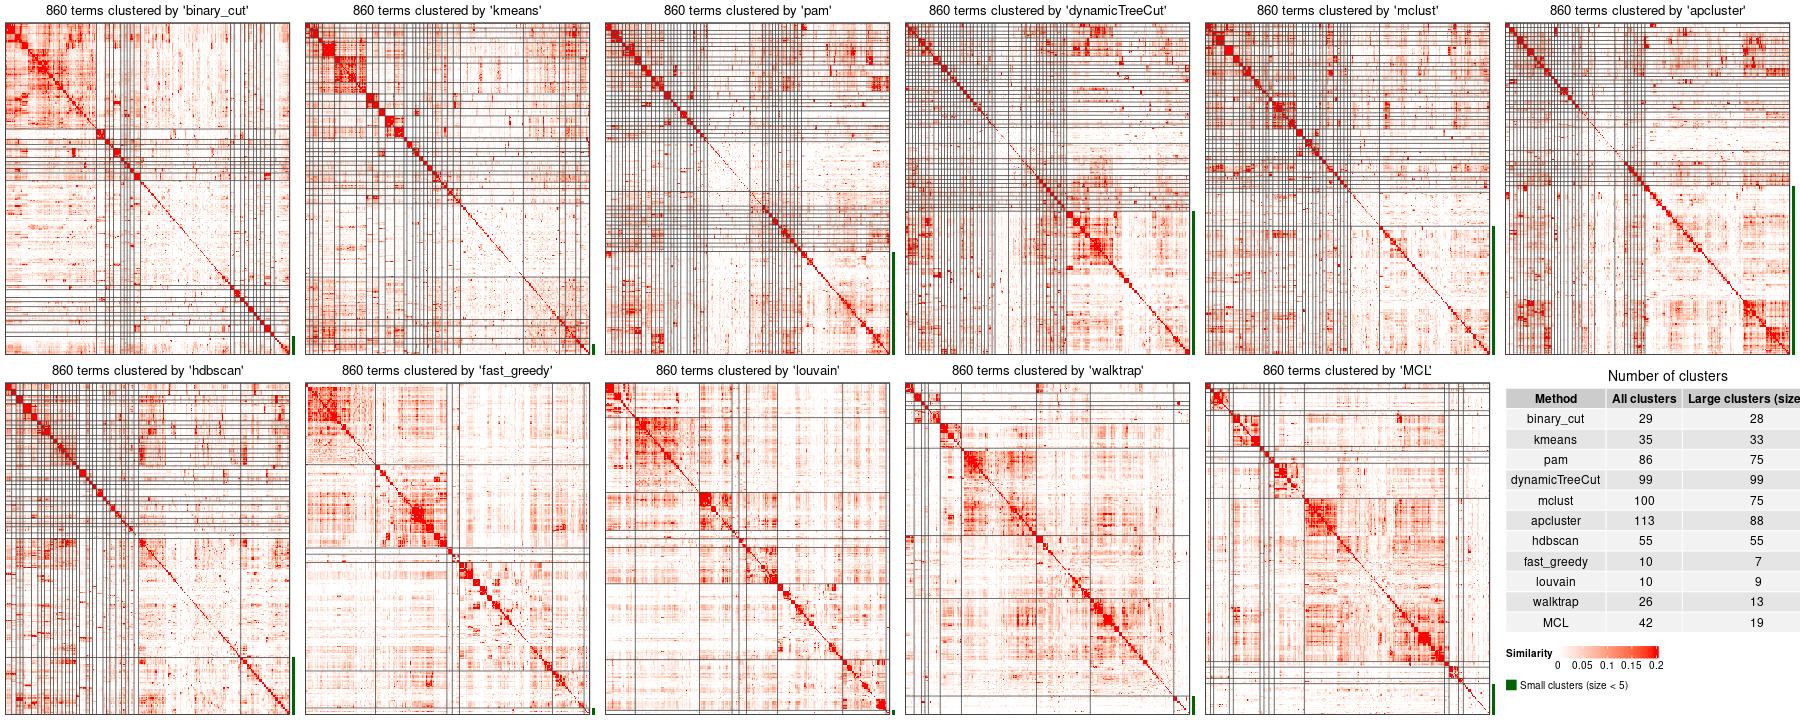 860 terms clustered by 'binary_cut'
860 terms clustered by 'kmeans'
860 terms clustered by 'pam'
860 terms clustered by 'dynamicTreeCut'
860 terms clustered by 'mclust'
860 terms clustered by 'apcluster'
860 terms clustered by 'hdbscan'
860 terms clustered by 'fast_greedy'
860 terms clustered by 'louvain'
860 terms clustered by 'walktrap'
860 terms clustered by 'MCL'
Number of clusters
Method All clusters Large clusters (size
binary_cut 29 28
kmeans 35 33
pam 86 75
dynamicTreeCut 99 99
mclust 100 75
apcluster 113 88
hdbscan 55 55
fast_greedy 10 7
louvain 10 9
walktrap 26 13
MCL 42 19
Similarity
0 0.05 0.1 0.15 0.2
Small clusters (size < 5)